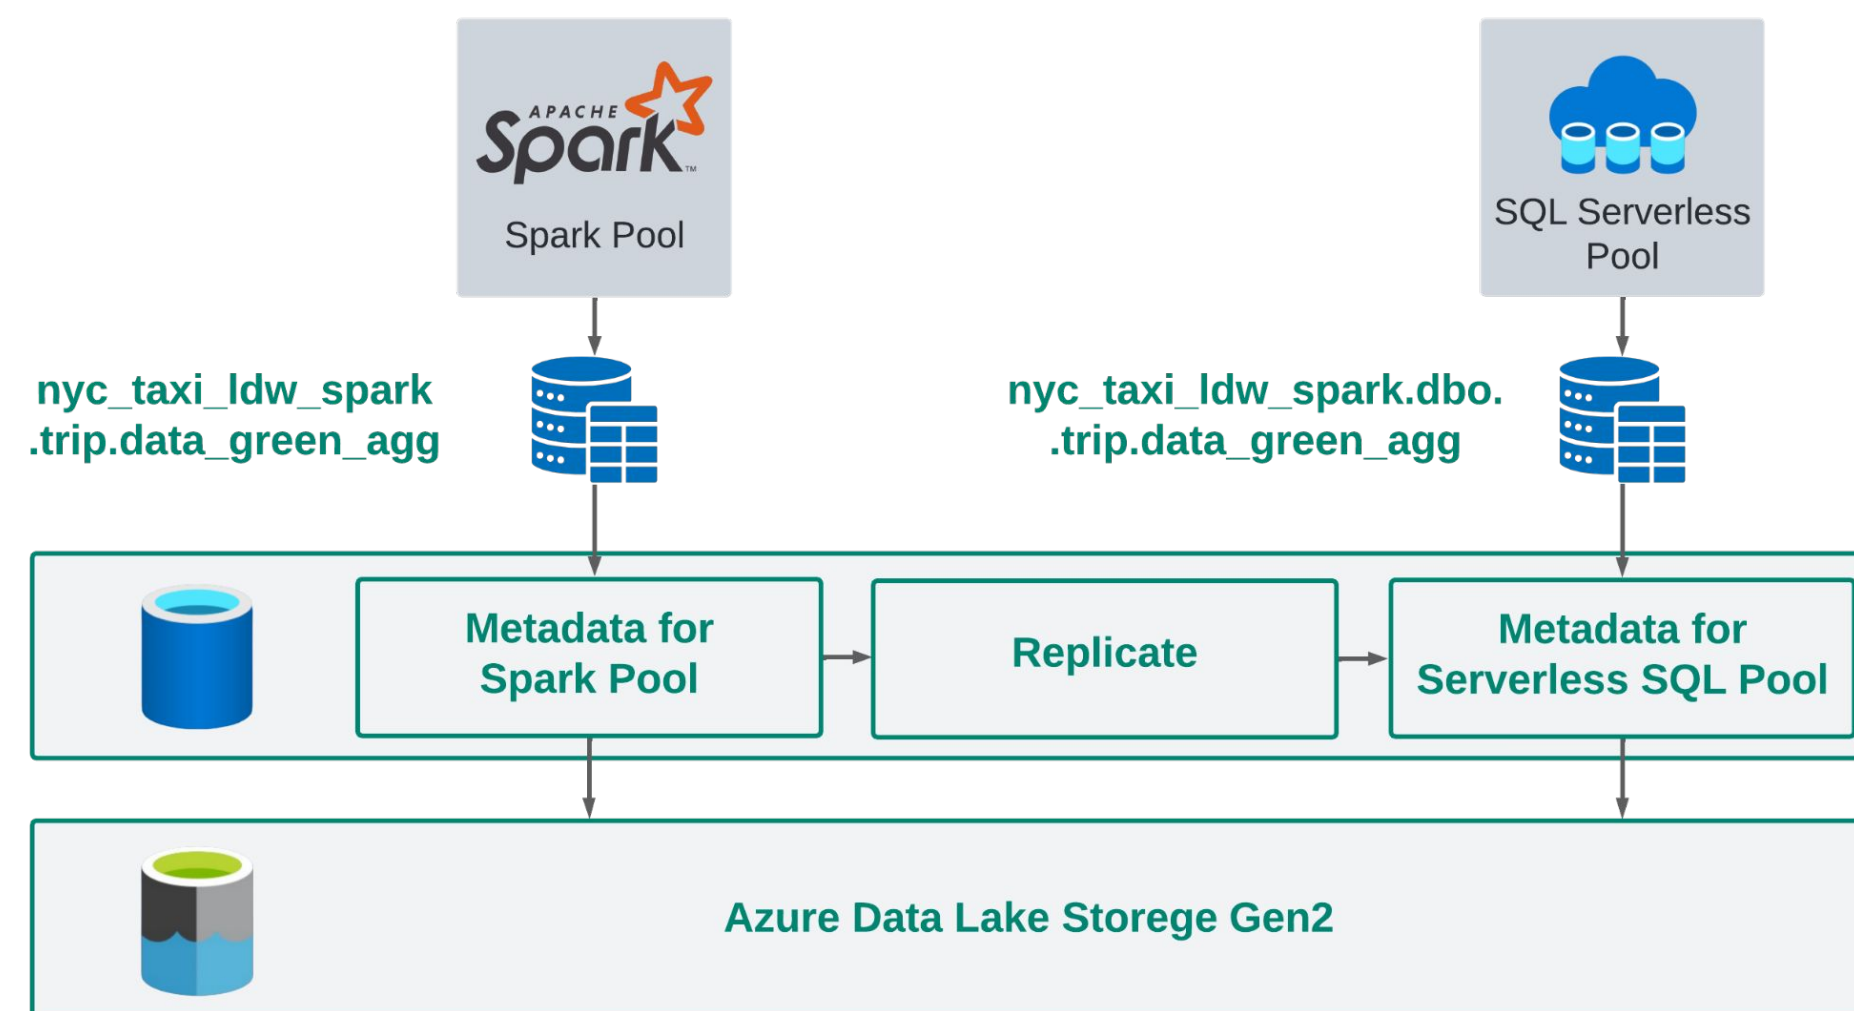 APACHE
Spark™
Spark Pool
SQL Serverless
Pool
nyc_taxi_ldw_spark
.trip.data_green_agg
nyc_taxi_ldw_spark.dbo.
.trip.data_green_agg
Metadata for
Spark Pool
Replicate
Metadata for
Serverless SQL Pool
Azure Data Lake Storege Gen2